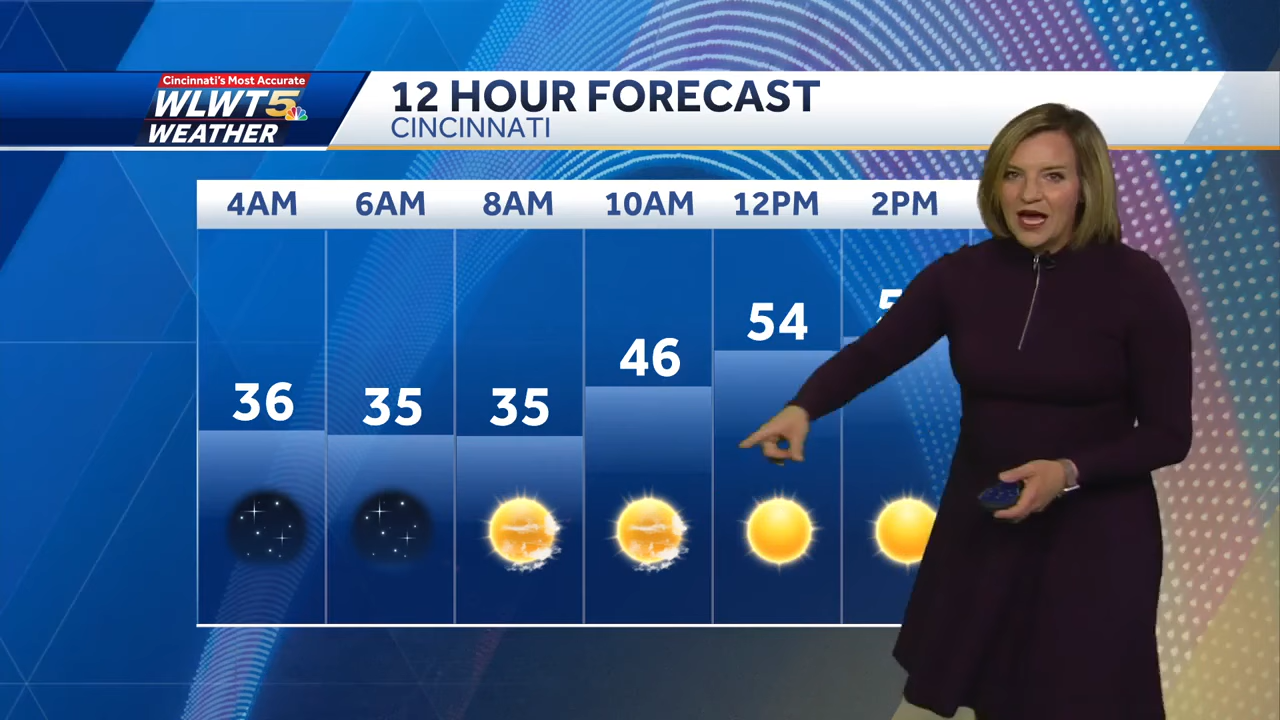 Cincinnati's Most Accurate
WLWT5
WEATHER
12 HOUR FORECAST
CINCINNATI
4AM 6AM 8AM 10AM 12PM 2PM
36 35 35 46 54